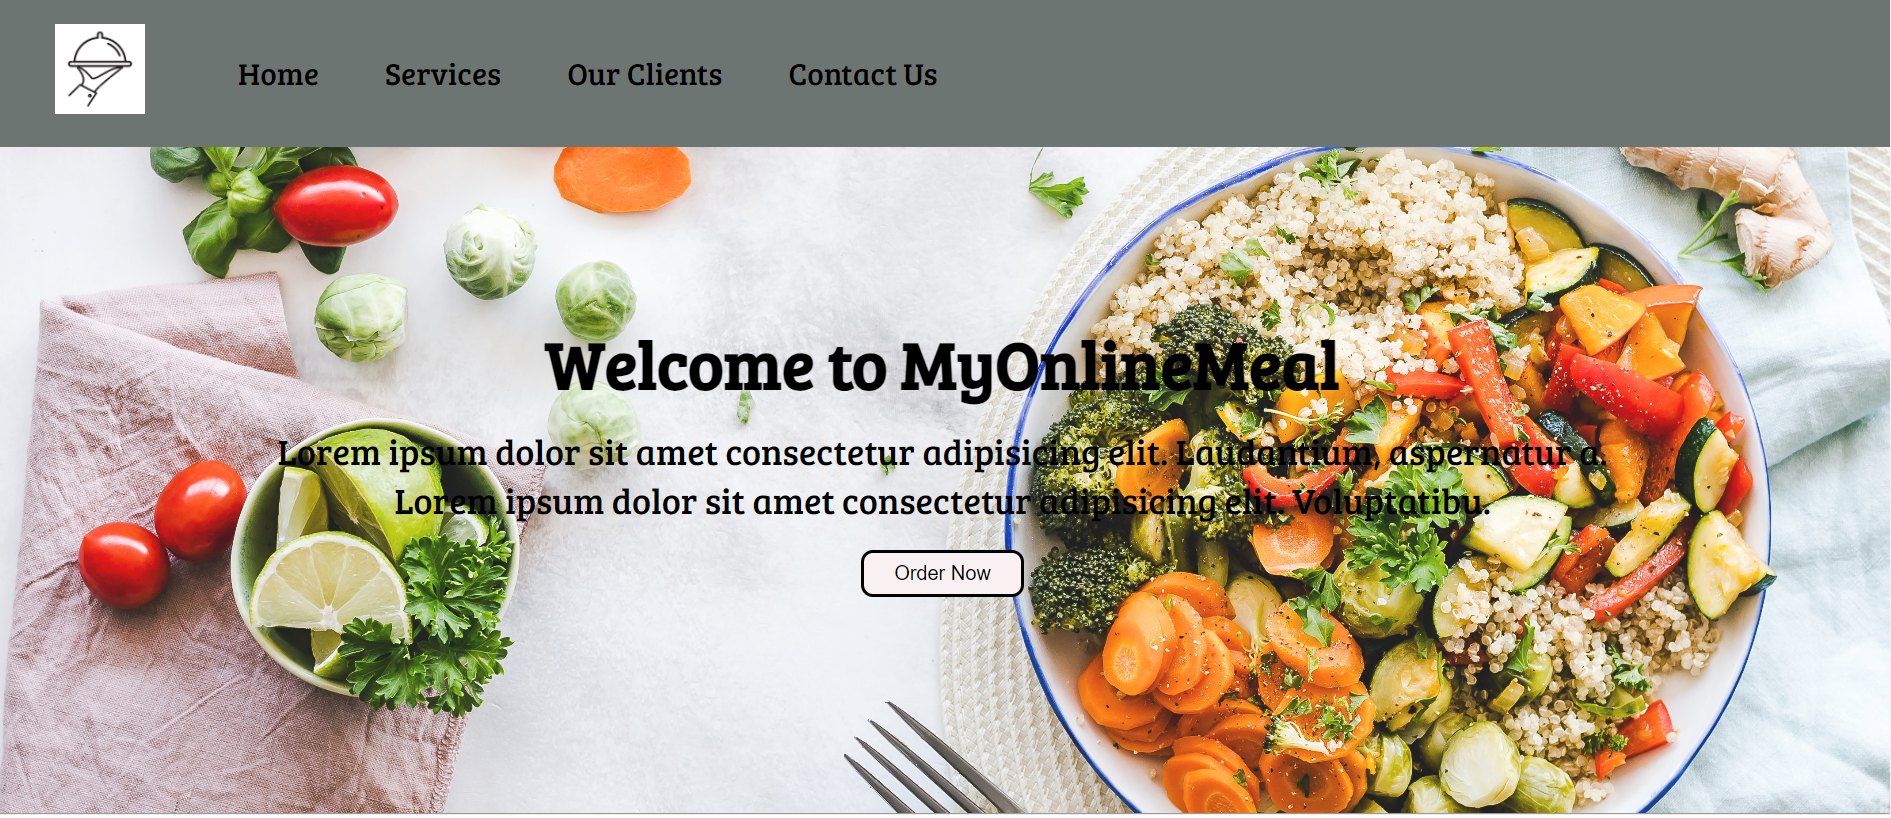 Home Services Our Clients Contact Us
Welcome to MyOnlineMeal
Lorem ipsum dolor sit amet consectetur adipisicing elit. Laudantium, aspernatur a.
Lorem ipsum dolor sit amet consectetur adipisicing elit. Voluptatibu.
Order Now